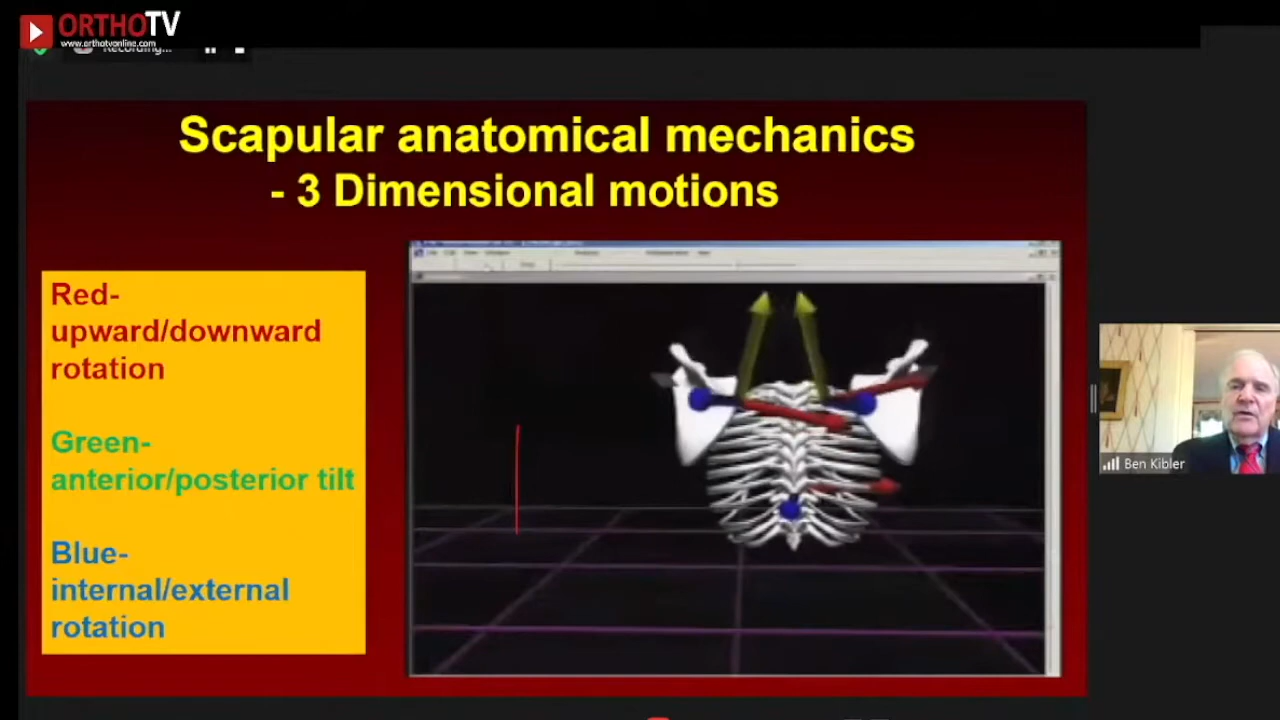 ORTHOTV
www.orthotvonline.com
Recording...
Scapular anatomical mechanics
- 3 Dimensional motions
Red-
upward/downward
rotation
Green-
anterior/posterior tilt
Blue-
internal/external
rotation
Ben Kibler